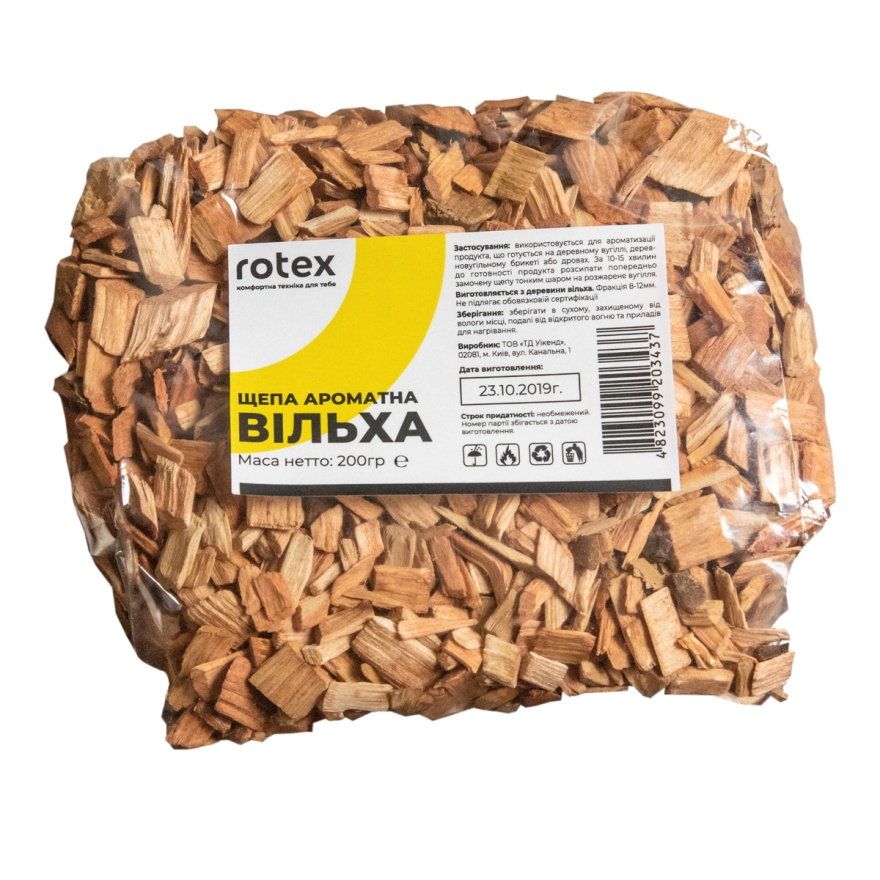 rotex
комфортна техніка для тебе
ЩЕПА АРОМАТНА
ВІЛЬХА
Маса нетто: 200гр ℮
Застосування: використовується для ароматизації
продукта, що готується на деревному вугіллі, дерев-
новугільному брикеті або дровах. За 10-15 хвилин
до готовності продукта розсипати попередньо
замочену щепу тонким шаром на розжарене вугілля.
Виготовляється з деревини вільха. Фракція 8-12мм.
Не підлягає обовязковій сертифікації
Зберігання: зберігати в сухому, захищеному від
вологи місці, подалі від відкритого вогню та приладів
для нагрівання.
Виробник: ТОВ «ТД Уікенд»,
02081, м. Київ, вул. Канальна, 1
Дата виготовлення:
23.10.2019г.
Строк придатності: необмежений.
Номер партії збігається з датою
виготовлення.
4823099203437